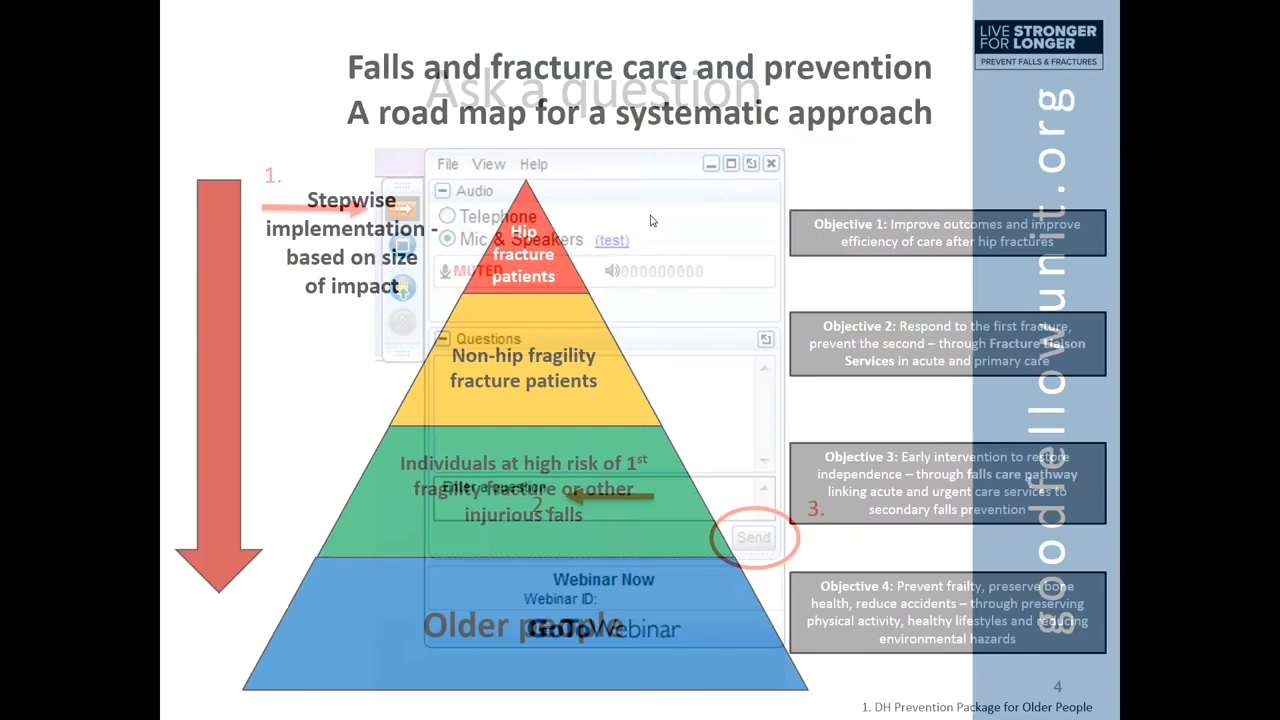 LIVE STRONGER
FOR LONGER
PREVENT FALLS & FRACTURES
Falls and fracture care and prevention
Ask a question
A road map for a systematic approach
goodfellowunit.org
File View Help
Audio
Telephone
Mic & Speakers (test)
MUTED
000000000
1.
Stepwise
implementation -
based on size
of impact
Hip
fracture
patients
Questions
Non-hip fragility
fracture patients
Individuals at high risk of 1st
fragility fracture or other
injurious falls
Enter a question
2.
3.
Send
Webinar Now
Webinar ID:
GoToWebinar
Older people
Objective 1: Improve outcomes and improve
efficiency of care after hip fractures
Objective 2: Respond to the first fracture,
prevent the second – through Fracture Liaison
Services in acute and primary care
Objective 3: Early intervention to restore
independence – through falls care pathway
linking acute and urgent care services to
secondary falls prevention
Objective 4: Prevent frailty, preserve bone
health, reduce accidents – through preserving
physical activity, healthy lifestyles and reducing
environmental hazards
4
1. DH Prevention Package for Older People